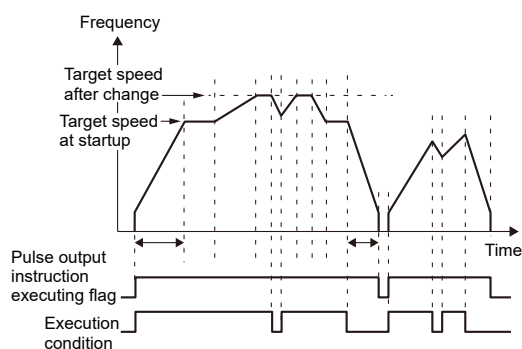 Frequency
Target speed
after change
Target speed
at startup
Time
Pulse output
instruction
executing flag
Execution
condition